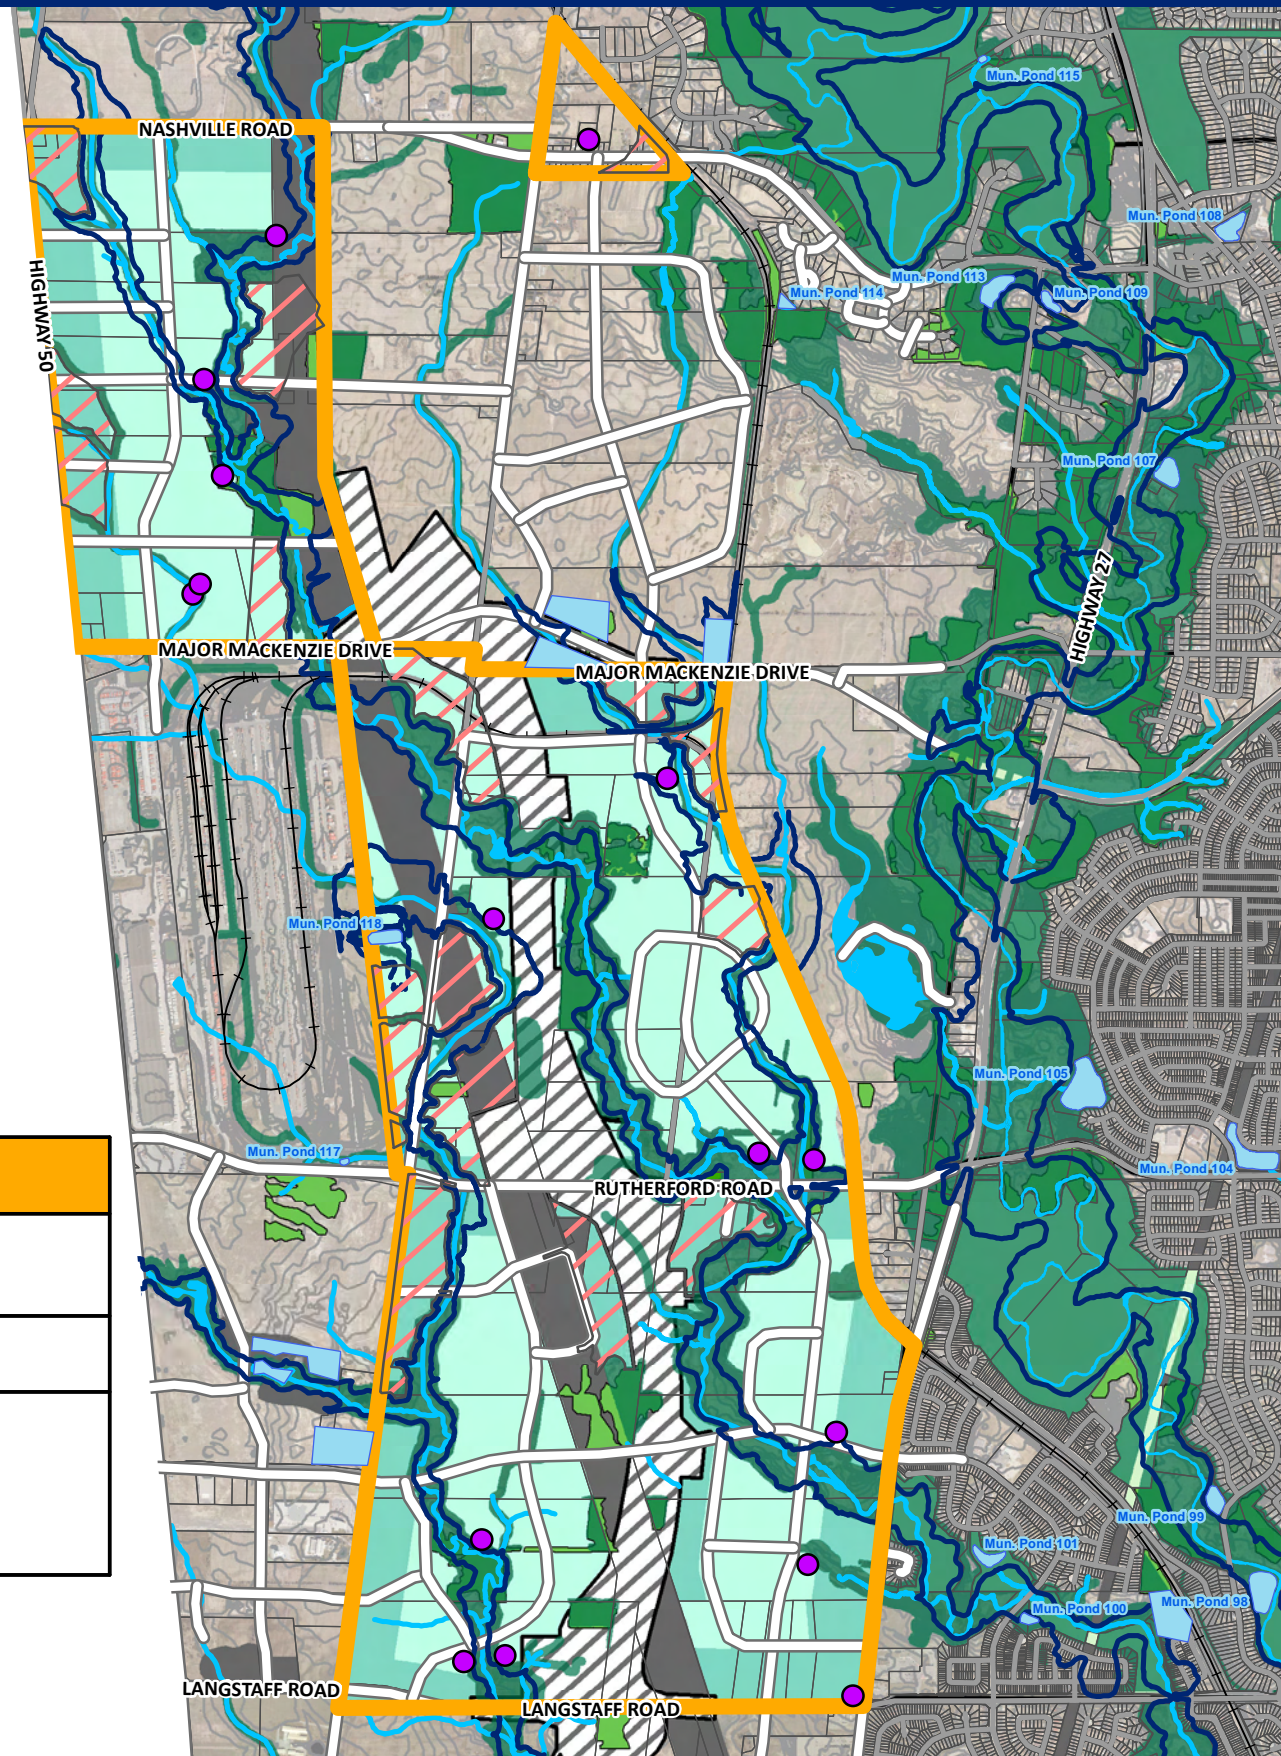 Mun. Pond 115
NASHVILLE ROAD
Mun. Pond 108
HIGHWAY 50
Mun. Pond 113
Mun. Pond 114
Mun. Pond 109
Mun. Pond 107
HIGHWAY 27
MAJOR MACKENZIE DRIVE
MAJOR MACKENZIE DRIVE
Mun. Pond 118
Mun. Pond 105
Mun. Pond 117
Mun. Pond 104
RUTHERFORD ROAD
Mun. Pond 99
Mun. Pond 101
Mun. Pond 98
Mun. Pond 100
LANGSTAFF ROAD
LANGSTAFF ROAD